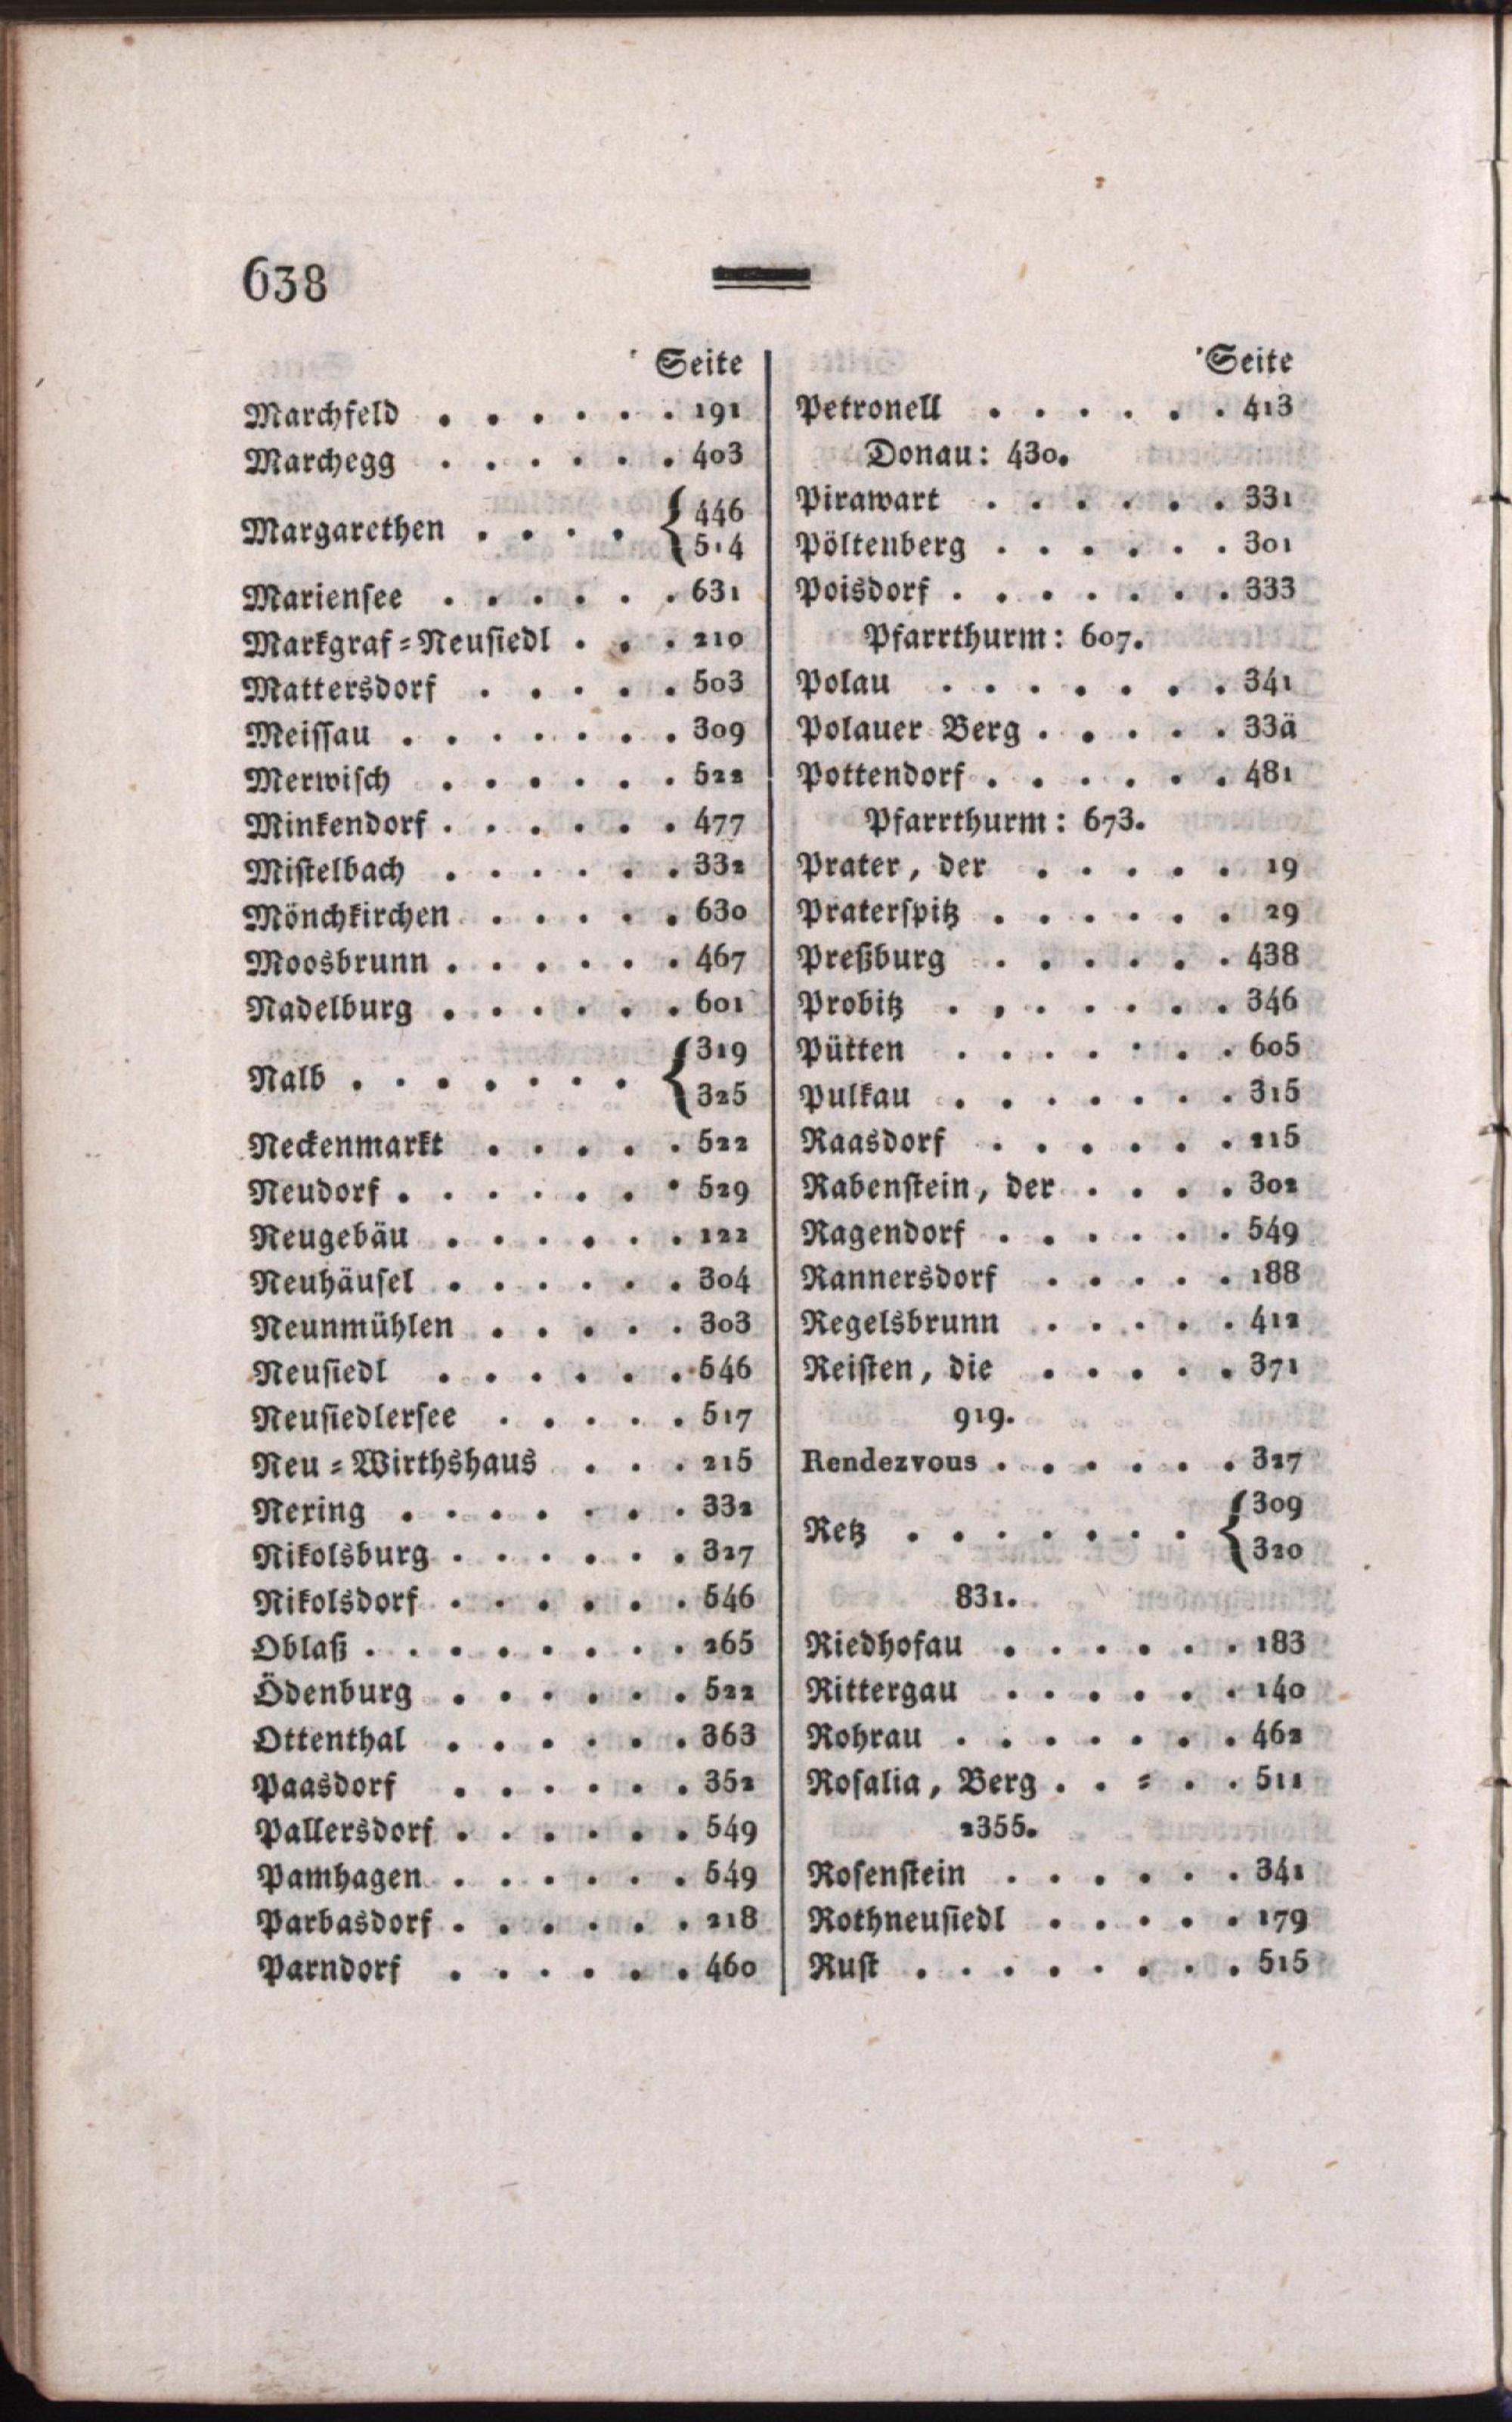 638
Seite
Marchfeld . . . . . . 191
Marchegg . . . . . . 403
Margarethen . . . . { 446
514
Mariensee . . . . . . 631
Markgraf=Neusiedl . . . 210
Mattersdorf . . . . . 503
Meissau . . . . . . . 309
Merwisch . . . . . . 522
Minkendorf . . . . . . 477
Mistelbach . . . . . . 332
Mönchkirchen . . . . . 630
Moosbrunn . . . . . . 467
Nadelburg . . . . . . 601
Nalb . . . . . . . { 319
325
Neckenmarkt . . . . . 522
Neudorf . . . . . . . 529
Neugebäu . . . . . . 122
Neuhäusel . . . . . . 304
Neunmühlen . . . . . 303
Neusiedl . . . . . . 546
Neusiedlersee . . . . . 517
Neu=Wirthshaus . . . 215
Nexing . . . . . . . 332
Nikolsburg . . . . . . 327
Nikolsdorf . . . . . . 546
Oblaß . . . . . . . . 265
Ödenburg . . . . . . 522
Ottenthal . . . . . . 363
Paasdorf . . . . . . 352
Pallersdorf . . . . . . 549
Pamhagen . . . . . . 549
Parbasdorf . . . . . . 218
Parndorf . . . . . . 460
Seite
Petronell . . . . . . 413
Donau: 430.
Pirawart . . . . . . 331
Pöltenberg . . . . . . 301
Poisdorf . . . . . . . 333
Pfarrthurm: 607.
Polau . . . . . . . 341
Polauer Berg . . . . . 33ä
Pottendorf . . . . . . 481
Pfarrthurm: 673.
Prater, der . . . . . 19
Praterspitz . . . . . . 29
Preßburg . . . . . . 438
Probitz . . . . . . . 346
Pütten . . . . . . . 605
Pulkau . . . . . . . 315
Raasdorf . . . . . . 215
Rabenstein, der . . . . 302
Ragendorf . . . . . . 549
Rannersdorf . . . . . 188
Regelsbrunn . . . . . 412
Reisten, die . . . . . 371
919.
Rendezvous . . . . . . 327
Retz . . . . . . . { 309
320
831.
Riedhofau . . . . . . 183
Rittergau . . . . . . 140
Rohrau . . . . . . . 462
Rosalia, Berg . . = . . 511
2355.
Rosenstein . . . . . . 341
Rothneusiedl . . . . . 179
Rust . . . . . . . . 515